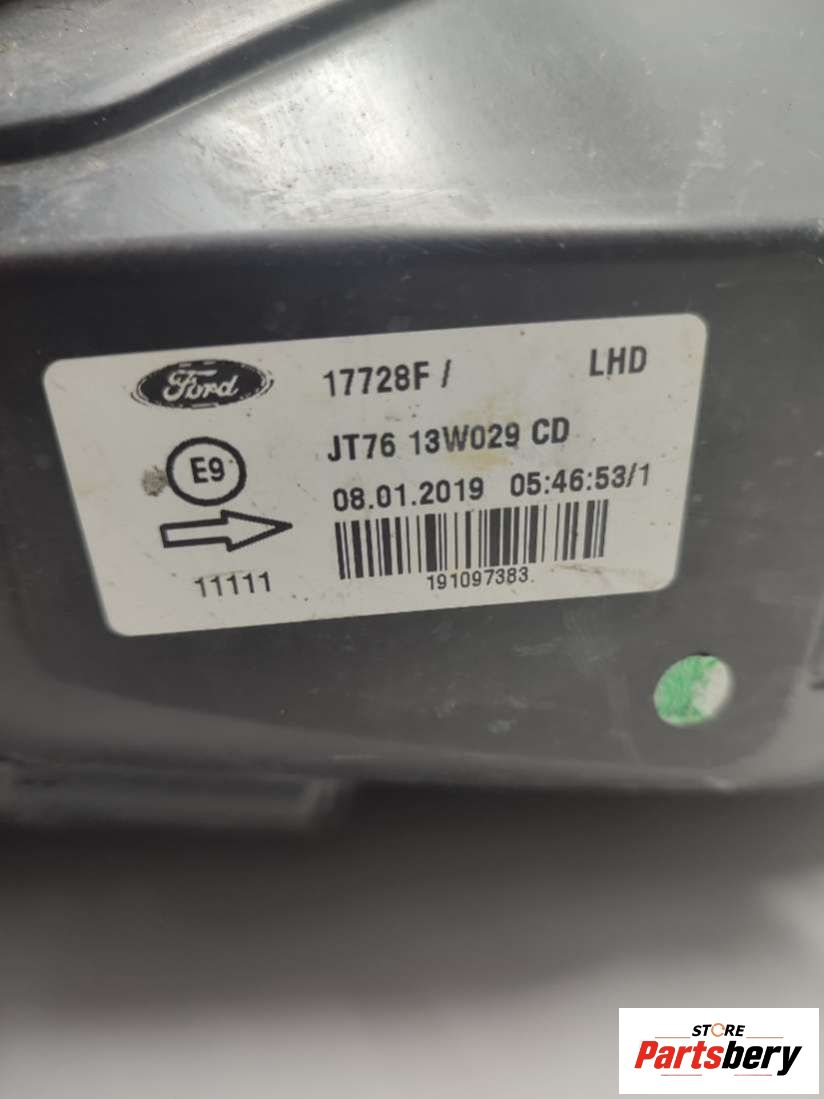 Ford
17728F /
LHD
E9
JT76 13W029 CD
08.01.2019 05:46:53/1
11111
191097383
STORE
Partsbery